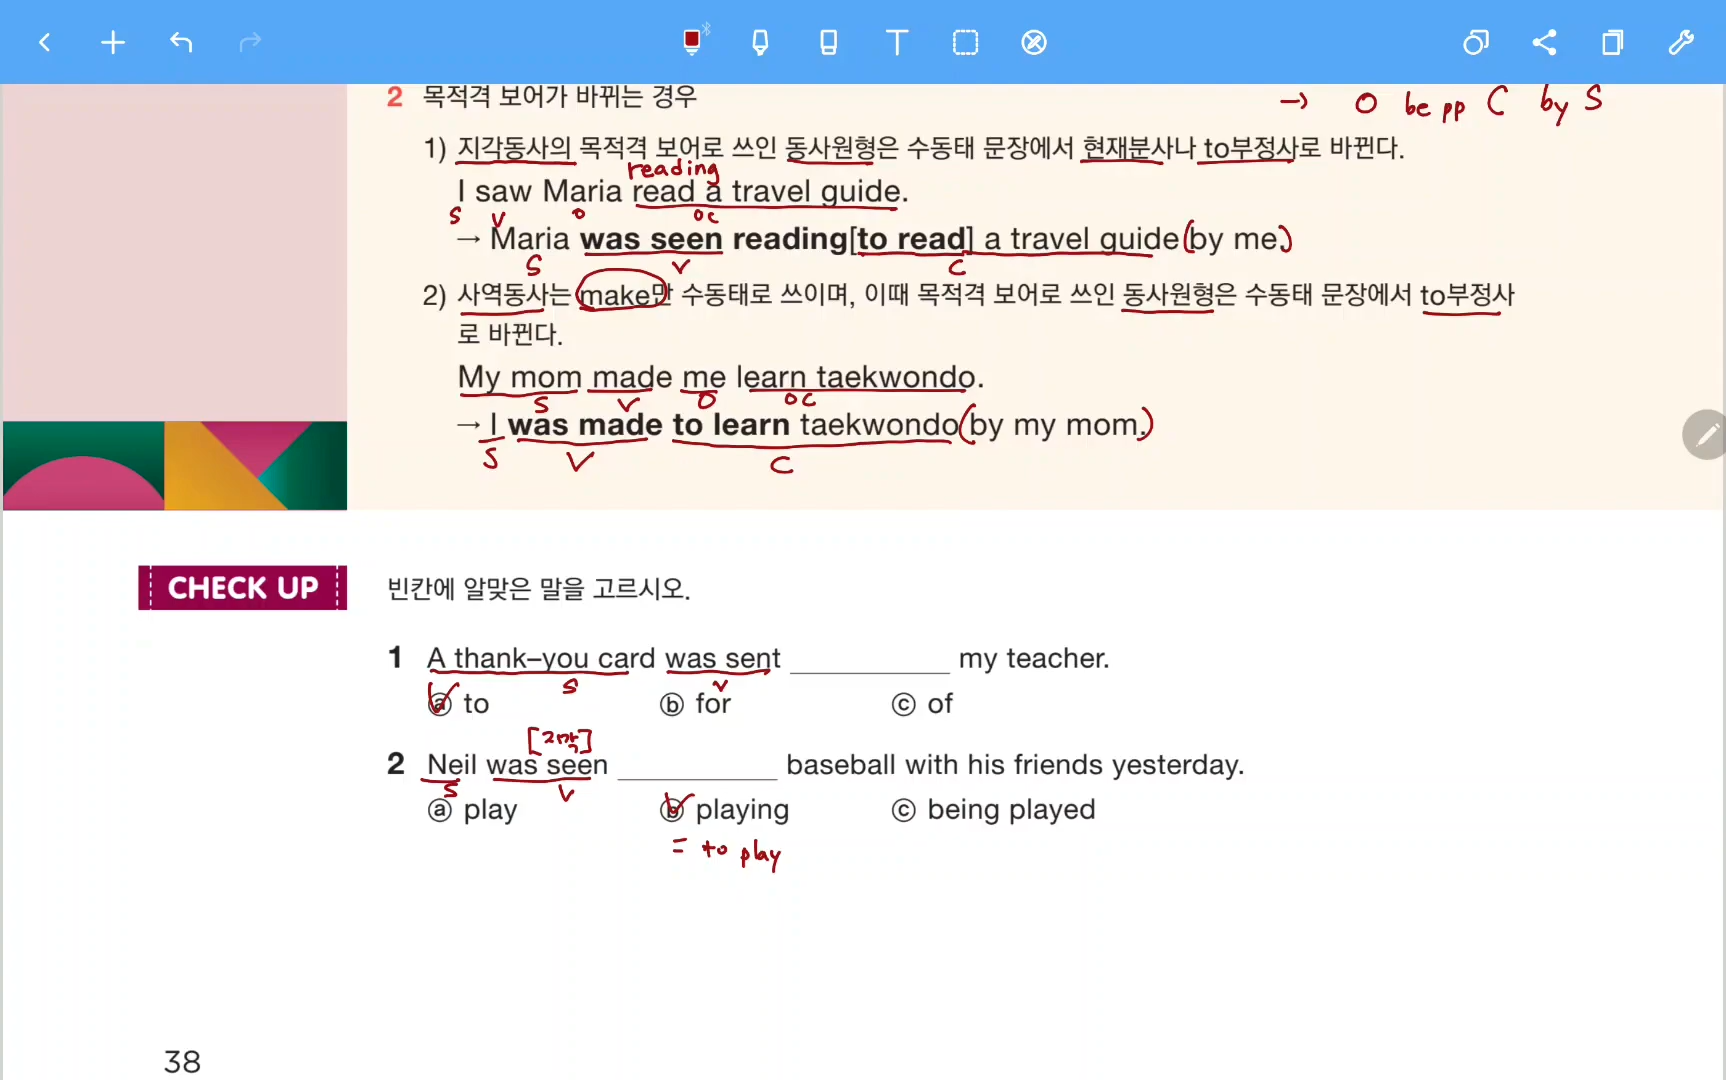 2 목적격 보어가 바뀌는 경우
→ O be pp C by S
1) 지각동사의 목적격 보어로 쓰인 동사원형은 수동태 문장에서 현재분사나 to부정사로 바뀐다.
reading
I saw Maria read a travel guide.
S V O OC
→ Maria was seen reading[to read] a travel guide (by me.)
S V C
2) 사역동사는 make만 수동태로 쓰이며, 이때 목적격 보어로 쓰인 동사원형은 수동태 문장에서 to부정사
로 바뀐다.
My mom made me learn taekwondo.
S V O OC
→ I was made to learn taekwondo (by my mom.)
S V C
CHECK UP
빈칸에 알맞은 말을 고르시오.
1 A thank–you card was sent __________ my teacher.
S V
ⓐ to ⓑ for ⓒ of
2 Neil was seen __________ baseball with his friends yesterday.
S V
ⓐ play ⓑ playing ⓒ being played
= to play
38